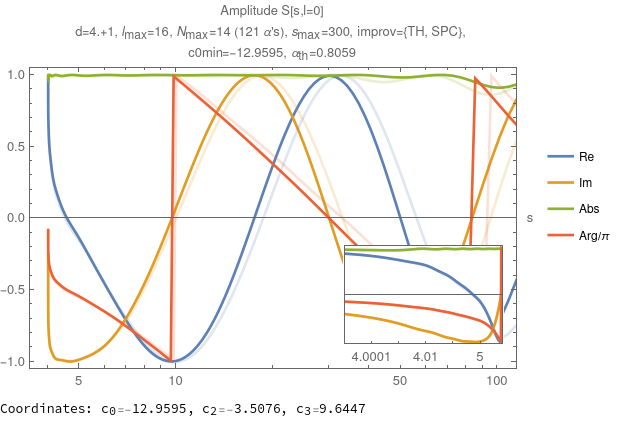 Amplitude S[s,l=0]
d=4.+1, lmax=16, Nmax=14 (121 α's), smax=300, improv={TH, SPC},
c0min=-12.9595, αth=0.8059
1.0
0.5
0.0
-0.5
-1.0
5
10
50
100
s
4.0001
4.01
5
Re
Im
Abs
Arg/π
Coordinates: c0=-12.9595, c2=-3.5076, c3=9.6447